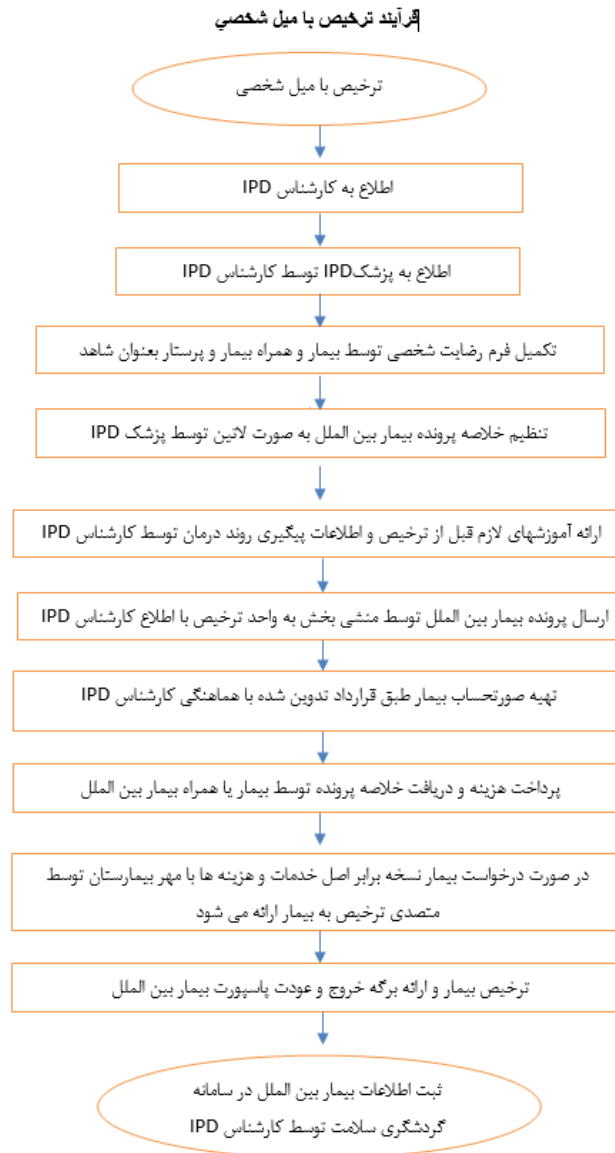 فرآيند ترخيص با ميل شخصي
ترخیص با میل شخصی
اطلاع به کارشناس IPD
اطلاع به پزشکIPD توسط کارشناس IPD
تکمیل فرم رضایت شخصی توسط بیمار و همراه بیمار و پرستار بعنوان شاهد
تنظیم خلاصه پرونده بیمار بین الملل به صورت لاتین توسط پزشک IPD
ارائه آموزشهای لازم قبل از ترخیص و اطلاعات پیگیری روند درمان توسط کارشناس IPD
ارسال پرونده بیمار بین الملل توسط منشی بخش به واحد ترخیص با اطلاع کارشناس IPD
تهیه صورتحساب بیمار طبق قرارداد تدوین شده با هماهنگی کارشناس IPD
پرداخت هزینه و دریافت خلاصه پرونده توسط بیمار یا همراه بیمار بین الملل
در صورت درخواست بیمار نسخه برابر اصل خدمات و هزینه ها با مهر بیمارستان توسط
متصدی ترخیص به بیمار ارائه می شود
ترخیص بیمار و ارائه برگه خروج و عودت پاسپورت بیمار بین الملل
ثبت اطلاعات بیمار بین الملل در سامانه
گردشگری سلامت توسط کارشناس IPD